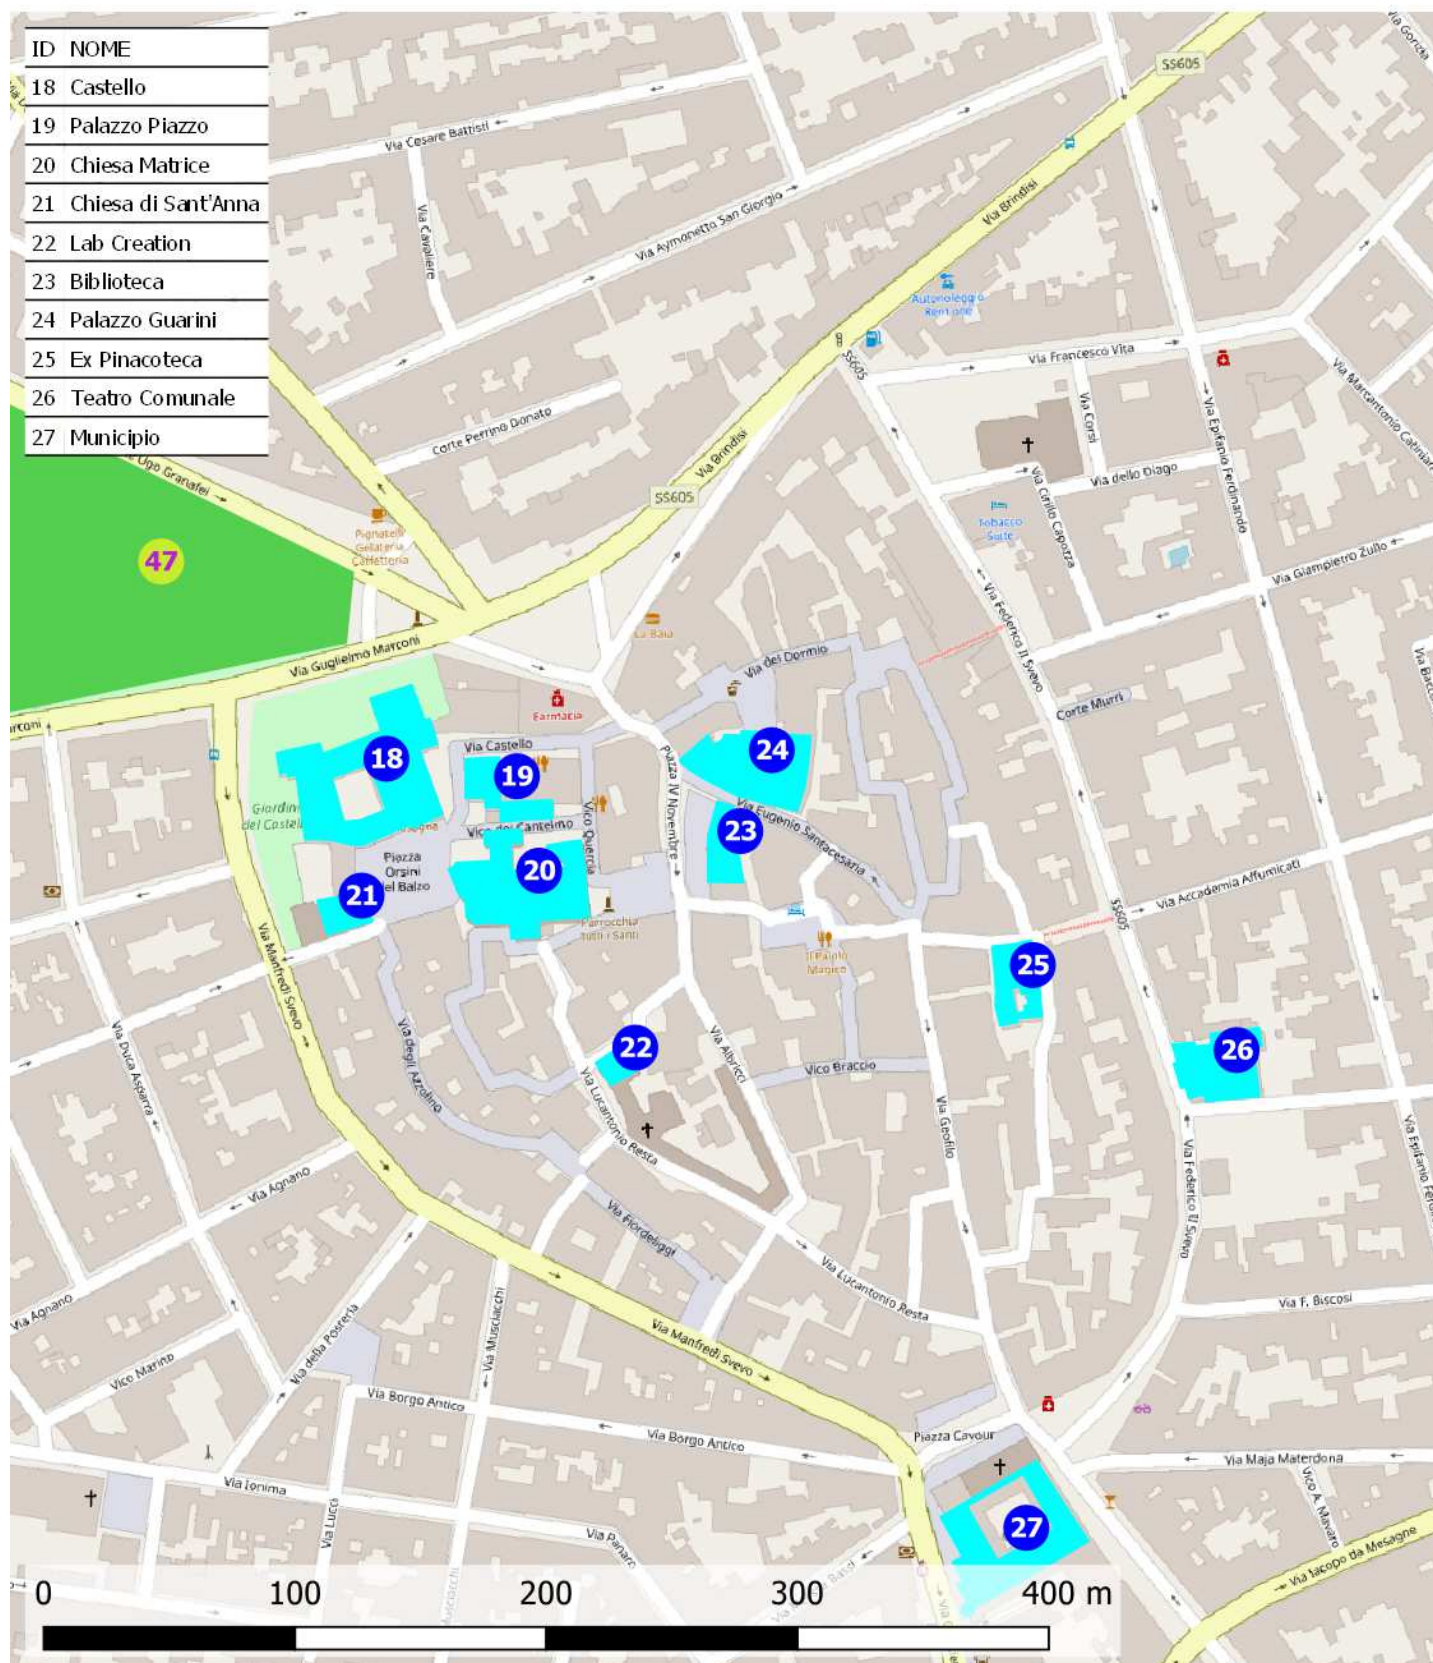 ID NOME
18 Castello
19 Palazzo Piazzo
20 Chiesa Matrice
21 Chiesa di Sant'Anna
22 Lab Creation
23 Biblioteca
24 Palazzo Guarini
25 Ex Pinacoteca
26 Teatro Comunale
27 Municipio
SS605
Via Cesare Battisti
Via Cavaliere
Via Aymonetto San Giorgio
Via Brindisi
Autonoleggio
Corte Perrino Donato
Via Brindisi
SS605
SS605
Via Francesco Vita
Via Corsi
Via dello Diago
Via Cirillo Capozza
Via Epifanio Ferdinando
Via Giampietro Zullo
Tobacco
Suite
Ugo Granafei
Pignatelli
Gelateria
Caffetteria
47
La Baia
Via Guglielmo Marconi
Via dei Dormio
Via Federico II Svevo
Corte Murri
Farmacia
Via Castello
18
19
24
Piazza IV Novembre
Giardino
del Castello
Vico dei Cantelmo
Vico Quercia
Via Eugenio Santacesaria
23
Piazza
Orsini
del Balzo
20
21
Parrocchia
tutti i Santi
Il Paiolo
Magico
Via Accademia Affumicati
SS605
25
Via Manfredi Svevo
Via Duca Asparra
Via degli Azzolino
22
Via Albricci
Vico Braccio
26
Via Lucantonio Resta
Via Geofilo
Via Federico II Svevo
Via Agnano
Via Fiordeliggi
Via Agnano
Via Lucantonio Resta
Via F. Biscosi
Via della Posteria
Via Musciacchi
Via Manfredi Svevo
Vico Marino
Via Borgo Antico
Via Borgo Antico
Piazza Cavour
Via Maja Materdona
Vico A. Mavaro
Via Ionima
Via Lucci
Via Panaro
27
Via Iacopo da Mesagne
0 100 200 300 400 m